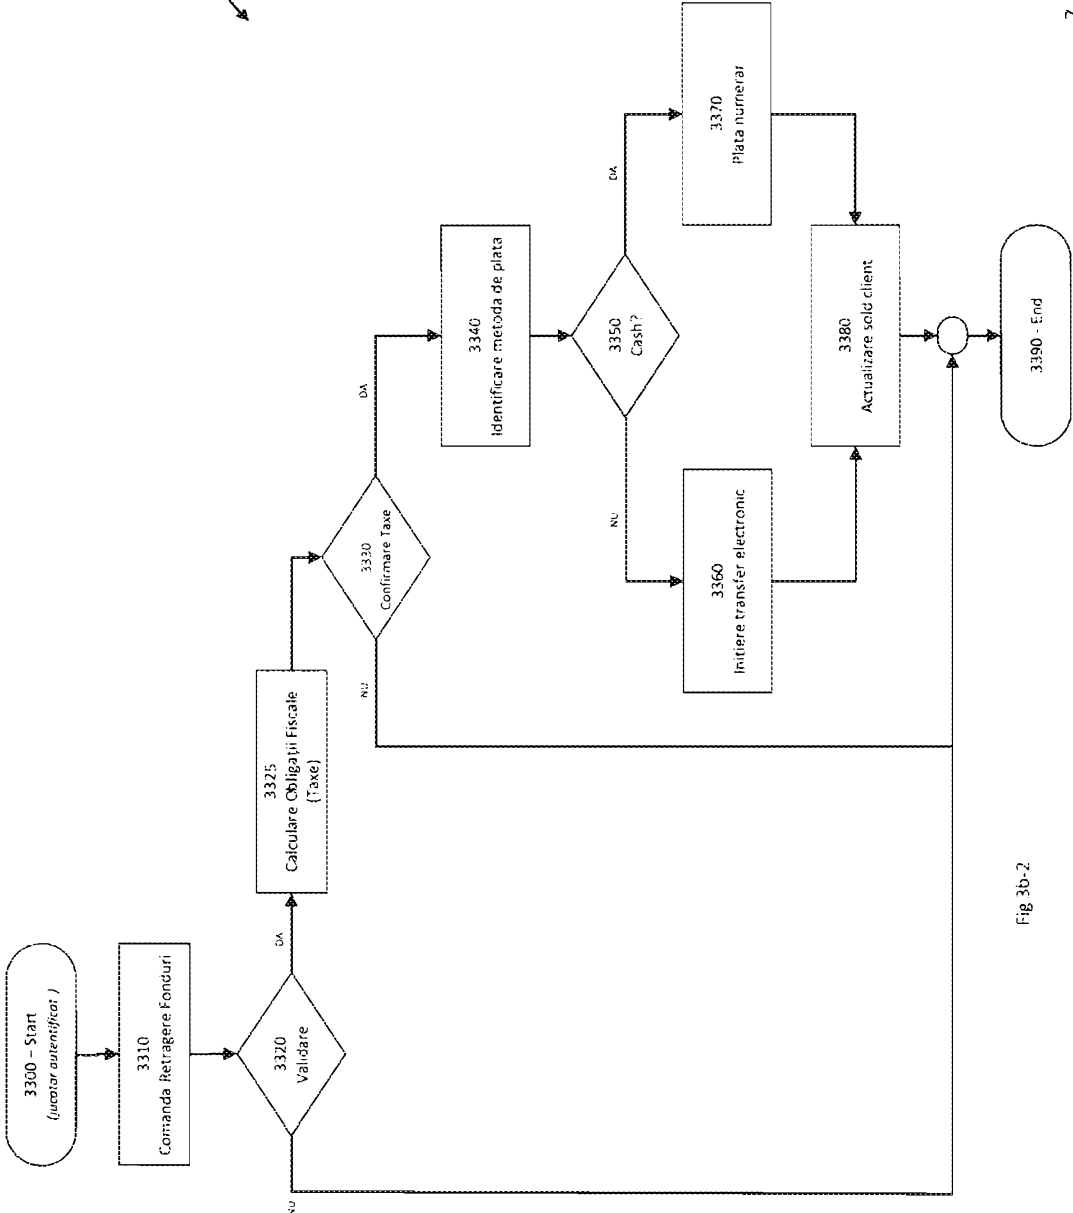 3300 – Start
(jucator autentificat )
3310
Comanda Retragere Fonduri
3320
Validare
NU
DA
3325
Calculare Obligații Fiscale
(Taxe)
3330
Confirmare Taxe
NU
DA
3340
Identificare metoda de plata
3350
Cash?
NU
DA
3360
Initiere transfer electronic
3370
Plata numerar
3380
Actualizare sold client
3390 - End
Fig 3b-2